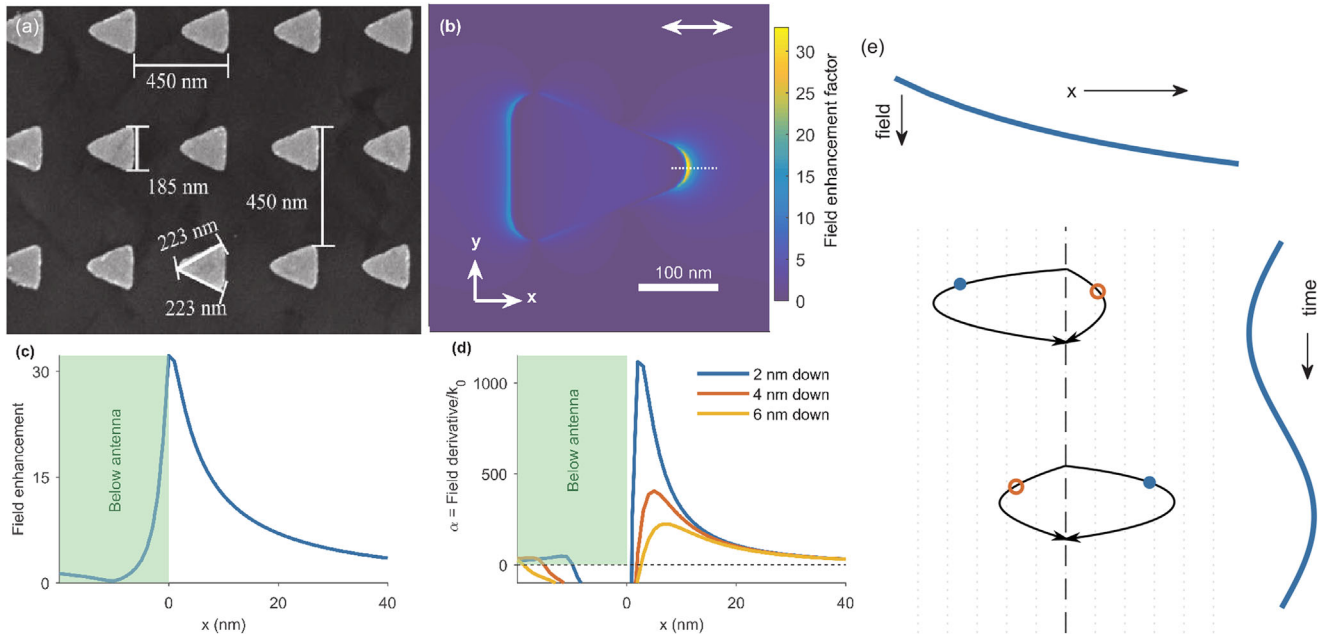 (a)
450 nm
185 nm
450 nm
223 nm
223 nm
(b)
y
x
100 nm
30
25
20
15
10
5
0
Field enhancement factor
(c)
30
15
0
Field enhancement
Below antenna
0
20
40
x (nm)
(d)
1000
500
0
α = Field derivative/k₀
Below antenna
2 nm down
4 nm down
6 nm down
0
20
40
x (nm)
(e)
x
field
time